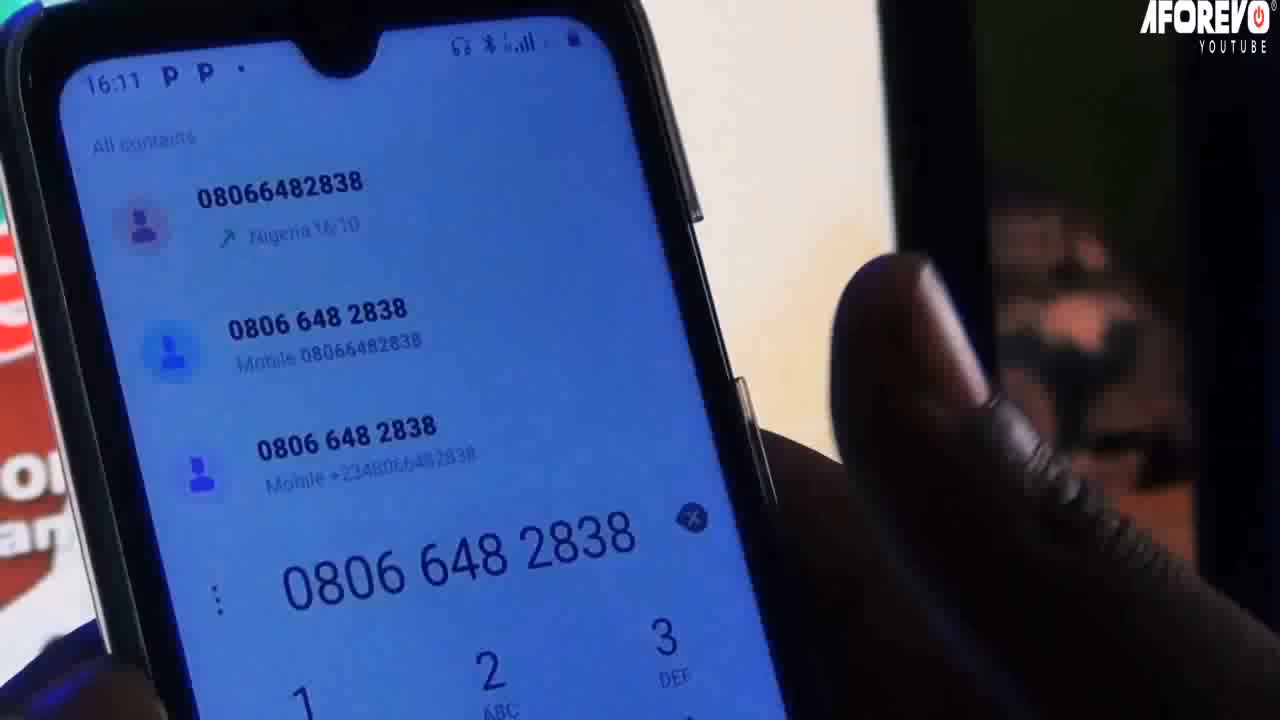 AFOREVO
YOUTUBE
16:11
All contacts
08066482838
Nigeria 16:10
0806 648 2838
Mobile 08066482838
0806 648 2838
Mobile +2348066482838
0806 648 2838
1
2
3
ABC
DEF